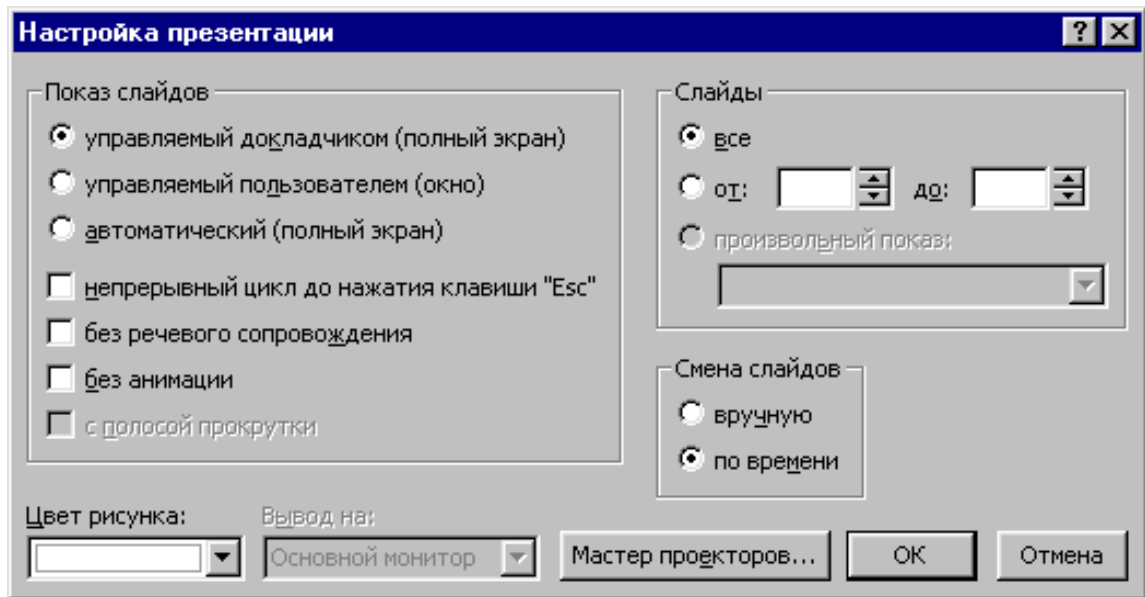 Настройка презентации
Показ слайдов
управляемый докладчиком (полный экран)
управляемый пользователем (окно)
автоматический (полный экран)
непрерывный цикл до нажатия клавиши "Esc"
без речевого сопровождения
без анимации
с полосой прокрутки
Слайды
все
от: до:
произвольный показ:
Смена слайдов
вручную
по времени
Цвет рисунка: Вывод на:
Основной монитор Мастер проекторов... ОК Отмена